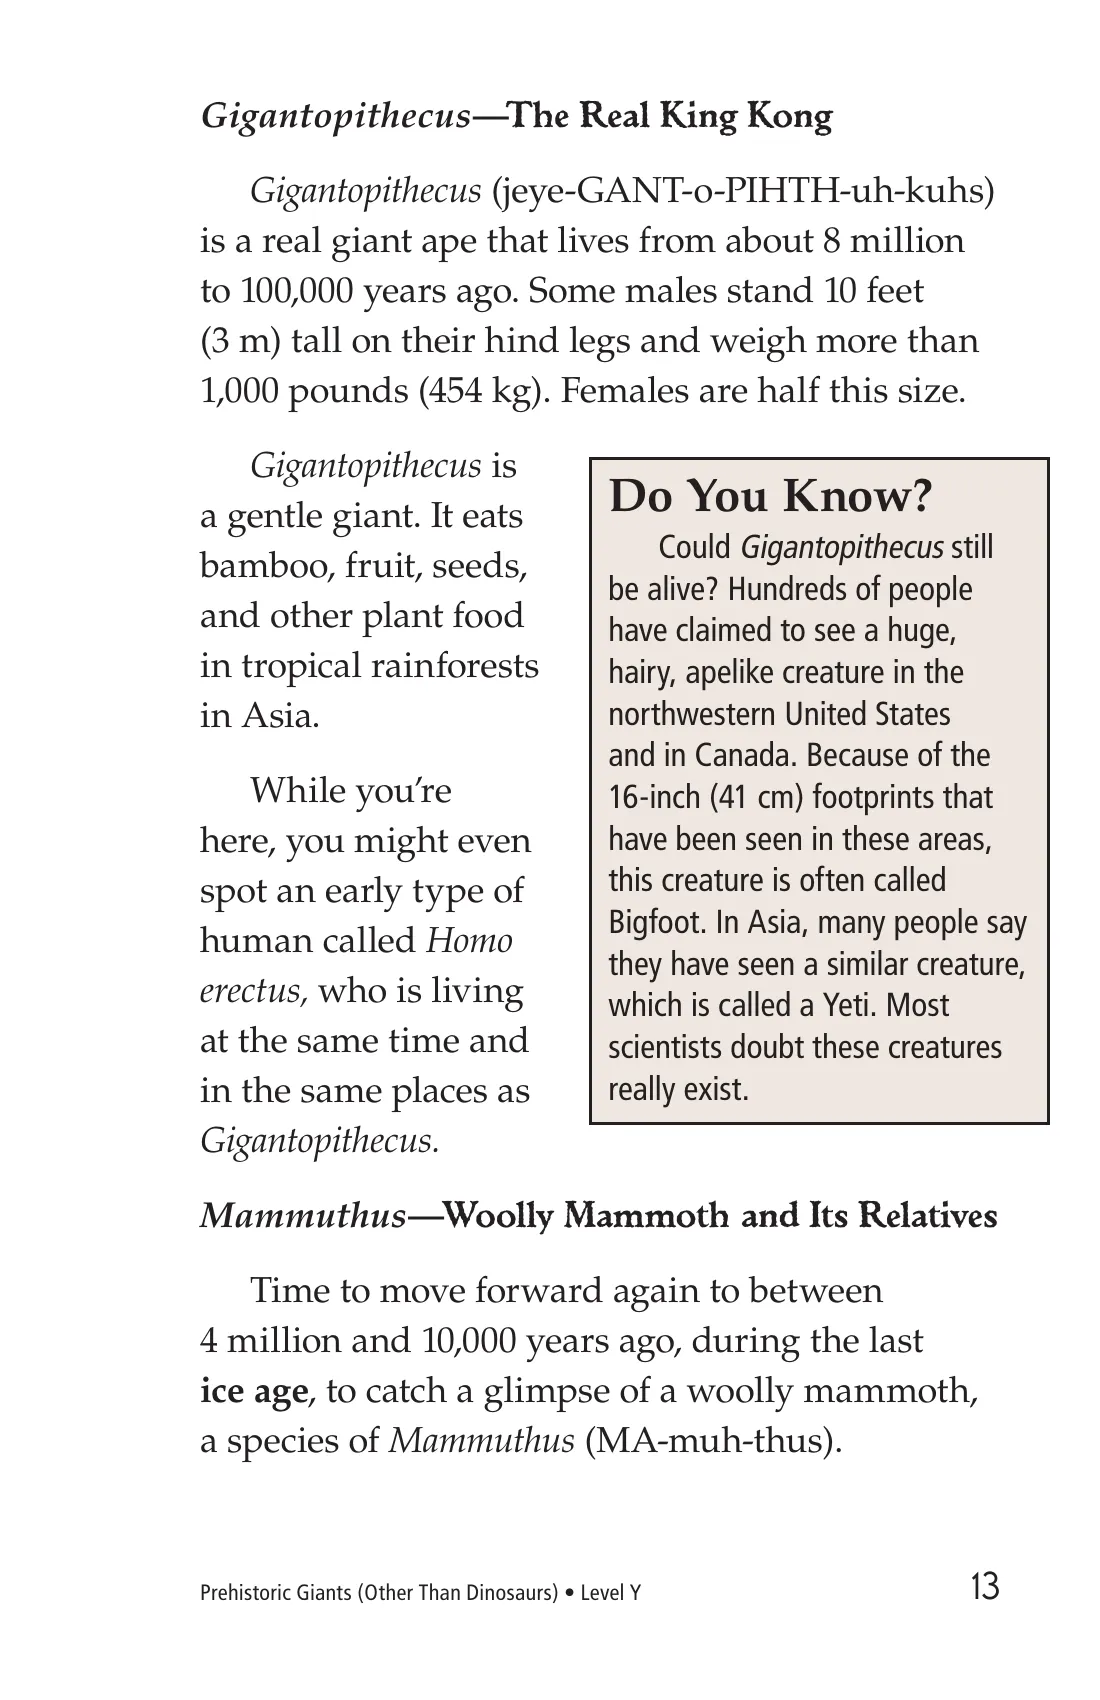 Gigantopithecus—The Real King Kong
Gigantopithecus (jeye-GANT-o-PIHTH-uh-kuhs)
is a real giant ape that lives from about 8 million
to 100,000 years ago. Some males stand 10 feet
(3 m) tall on their hind legs and weigh more than
1,000 pounds (454 kg). Females are half this size.
Gigantopithecus is
a gentle giant. It eats
bamboo, fruit, seeds,
and other plant food
in tropical rainforests
in Asia.
While you’re
here, you might even
spot an early type of
human called Homo
erectus, who is living
at the same time and
in the same places as
Gigantopithecus.
Do You Know?
Could Gigantopithecus still
be alive? Hundreds of people
have claimed to see a huge,
hairy, apelike creature in the
northwestern United States
and in Canada. Because of the
16-inch (41 cm) footprints that
have been seen in these areas,
this creature is often called
Bigfoot. In Asia, many people say
they have seen a similar creature,
which is called a Yeti. Most
scientists doubt these creatures
really exist.
Mammuthus—Woolly Mammoth and Its Relatives
Time to move forward again to between
4 million and 10,000 years ago, during the last
ice age, to catch a glimpse of a woolly mammoth,
a species of Mammuthus (MA-muh-thus).
Prehistoric Giants (Other Than Dinosaurs) • Level Y
13